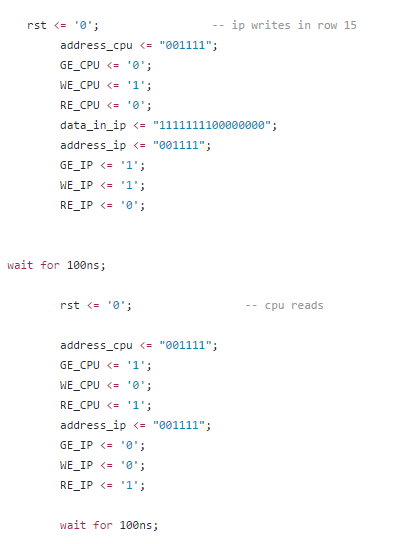 rst <= '0'; -- ip writes in row 15
address_cpu <= "001111";
GE_CPU <= '0';
WE_CPU <= '1';
RE_CPU <= '0';
data_in_ip <= "1111111100000000";
address_ip <= "001111";
GE_IP <= '1';
WE_IP <= '1';
RE_IP <= '0';
wait for 100ns;
rst <= '0'; -- cpu reads
address_cpu <= "001111";
GE_CPU <= '1';
WE_CPU <= '0';
RE_CPU <= '1';
address_ip <= "001111";
GE_IP <= '0';
WE_IP <= '0';
RE_IP <= '1';
wait for 100ns;